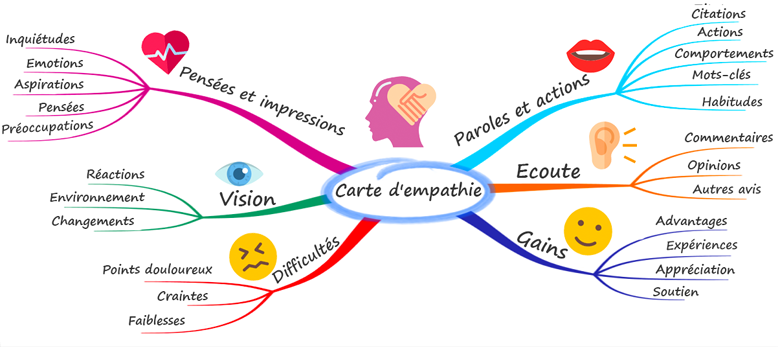 Carte d'empathie
Pensées et impressions
Inquiétudes
Emotions
Aspirations
Pensées
Préoccupations
Vision
Réactions
Environnement
Changements
Difficultés
Points douloureux
Craintes
Faiblesses
Paroles et actions
Citations
Actions
Comportements
Mots-clés
Habitudes
Ecoute
Commentaires
Opinions
Autres avis
Gains
Advantages
Expériences
Appréciation
Soutien